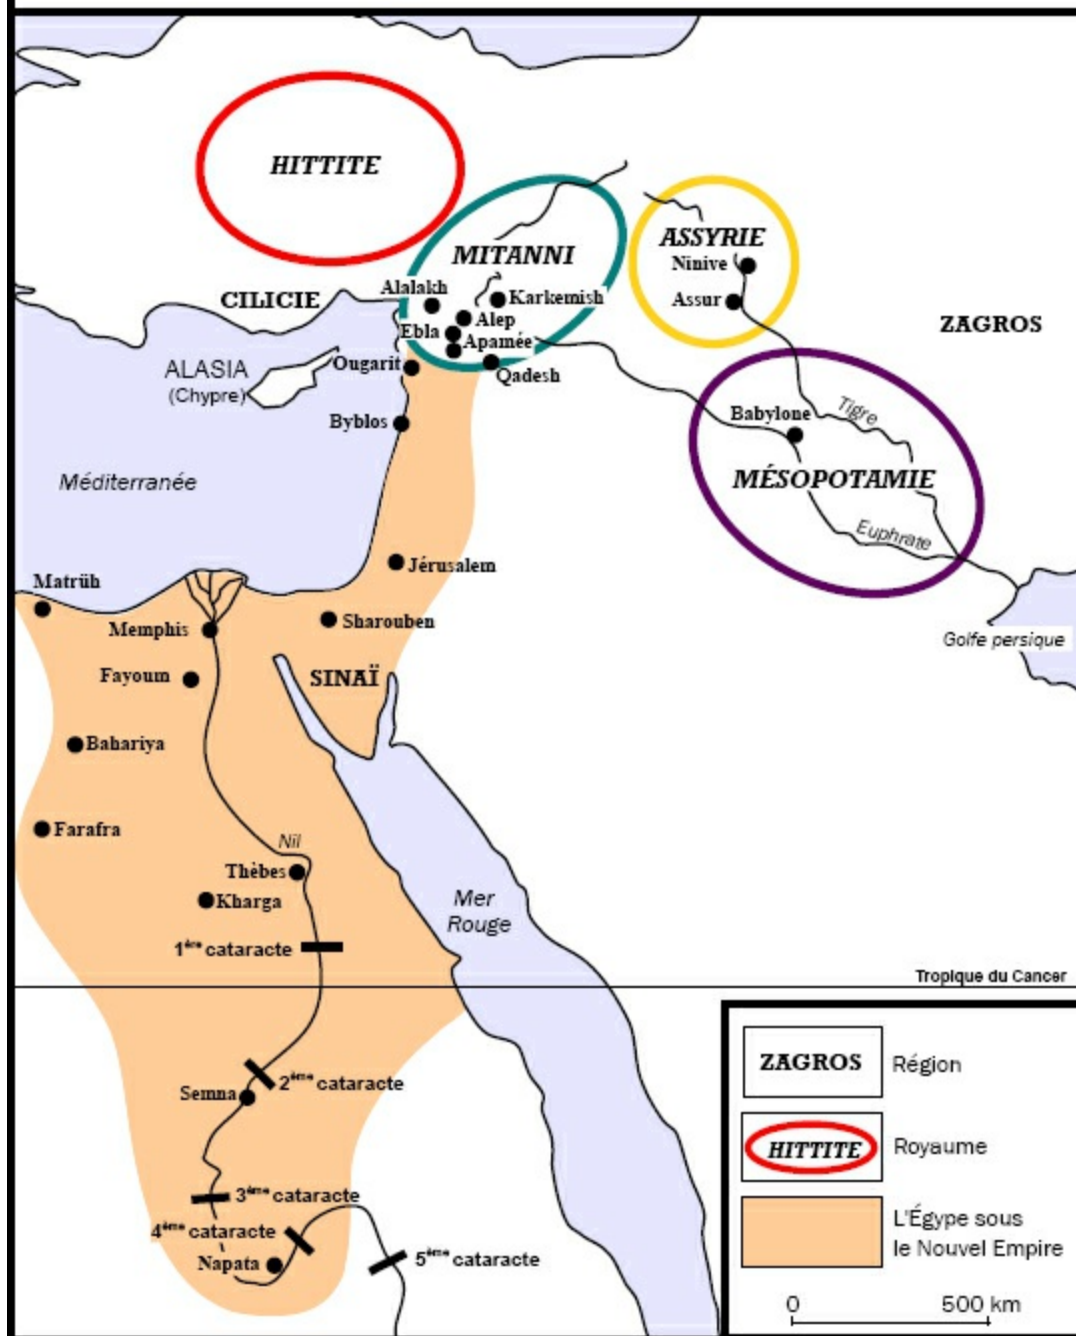 HITTITE
MITANNI
ASSYRIE
Ninive
Alalakh
Karkemish
CILICIE
Assur
Alep
ZAGROS
Ebla
Apamée
ALASIA
(Chypre)
Ougarit
Qadesh
Byblos
Babylone
Tigre
Méditerranée
MÉSOPOTAMIE
Euphrate
Jérusalem
Matrüh
Sharouben
Memphis
Golfe persique
Fayoum
SINAÏ
Bahariya
Farafra
Nil
Thèbes
Kharga
Mer
Rouge
1ème cataracte
Tropique du Cancer
2ème cataracte
Semna
3ème cataracte
4ème cataracte
Napata
5ème cataracte
ZAGROS Région
HITTITE Royaume
L'Égype sous
le Nouvel Empire
0 500 km